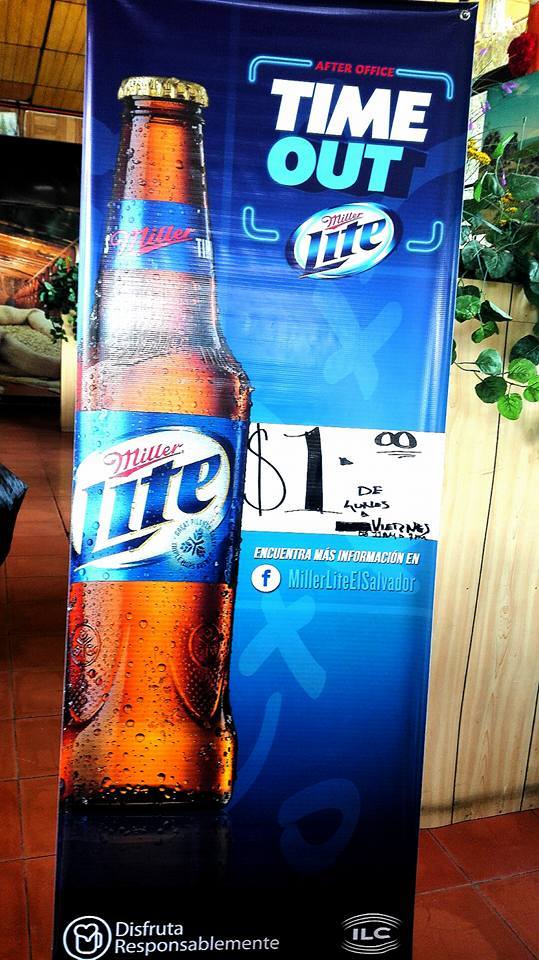 AFTER OFFICE
TIME
OUT
Miller
Lite
Miller
Miller
Lite
$1.00
DE
LUNES
A
VIERNES
ENCUENTRA MÁS INFORMACIÓN EN
f MillerLiteElSalvador
Disfruta
Responsablemente
ILC